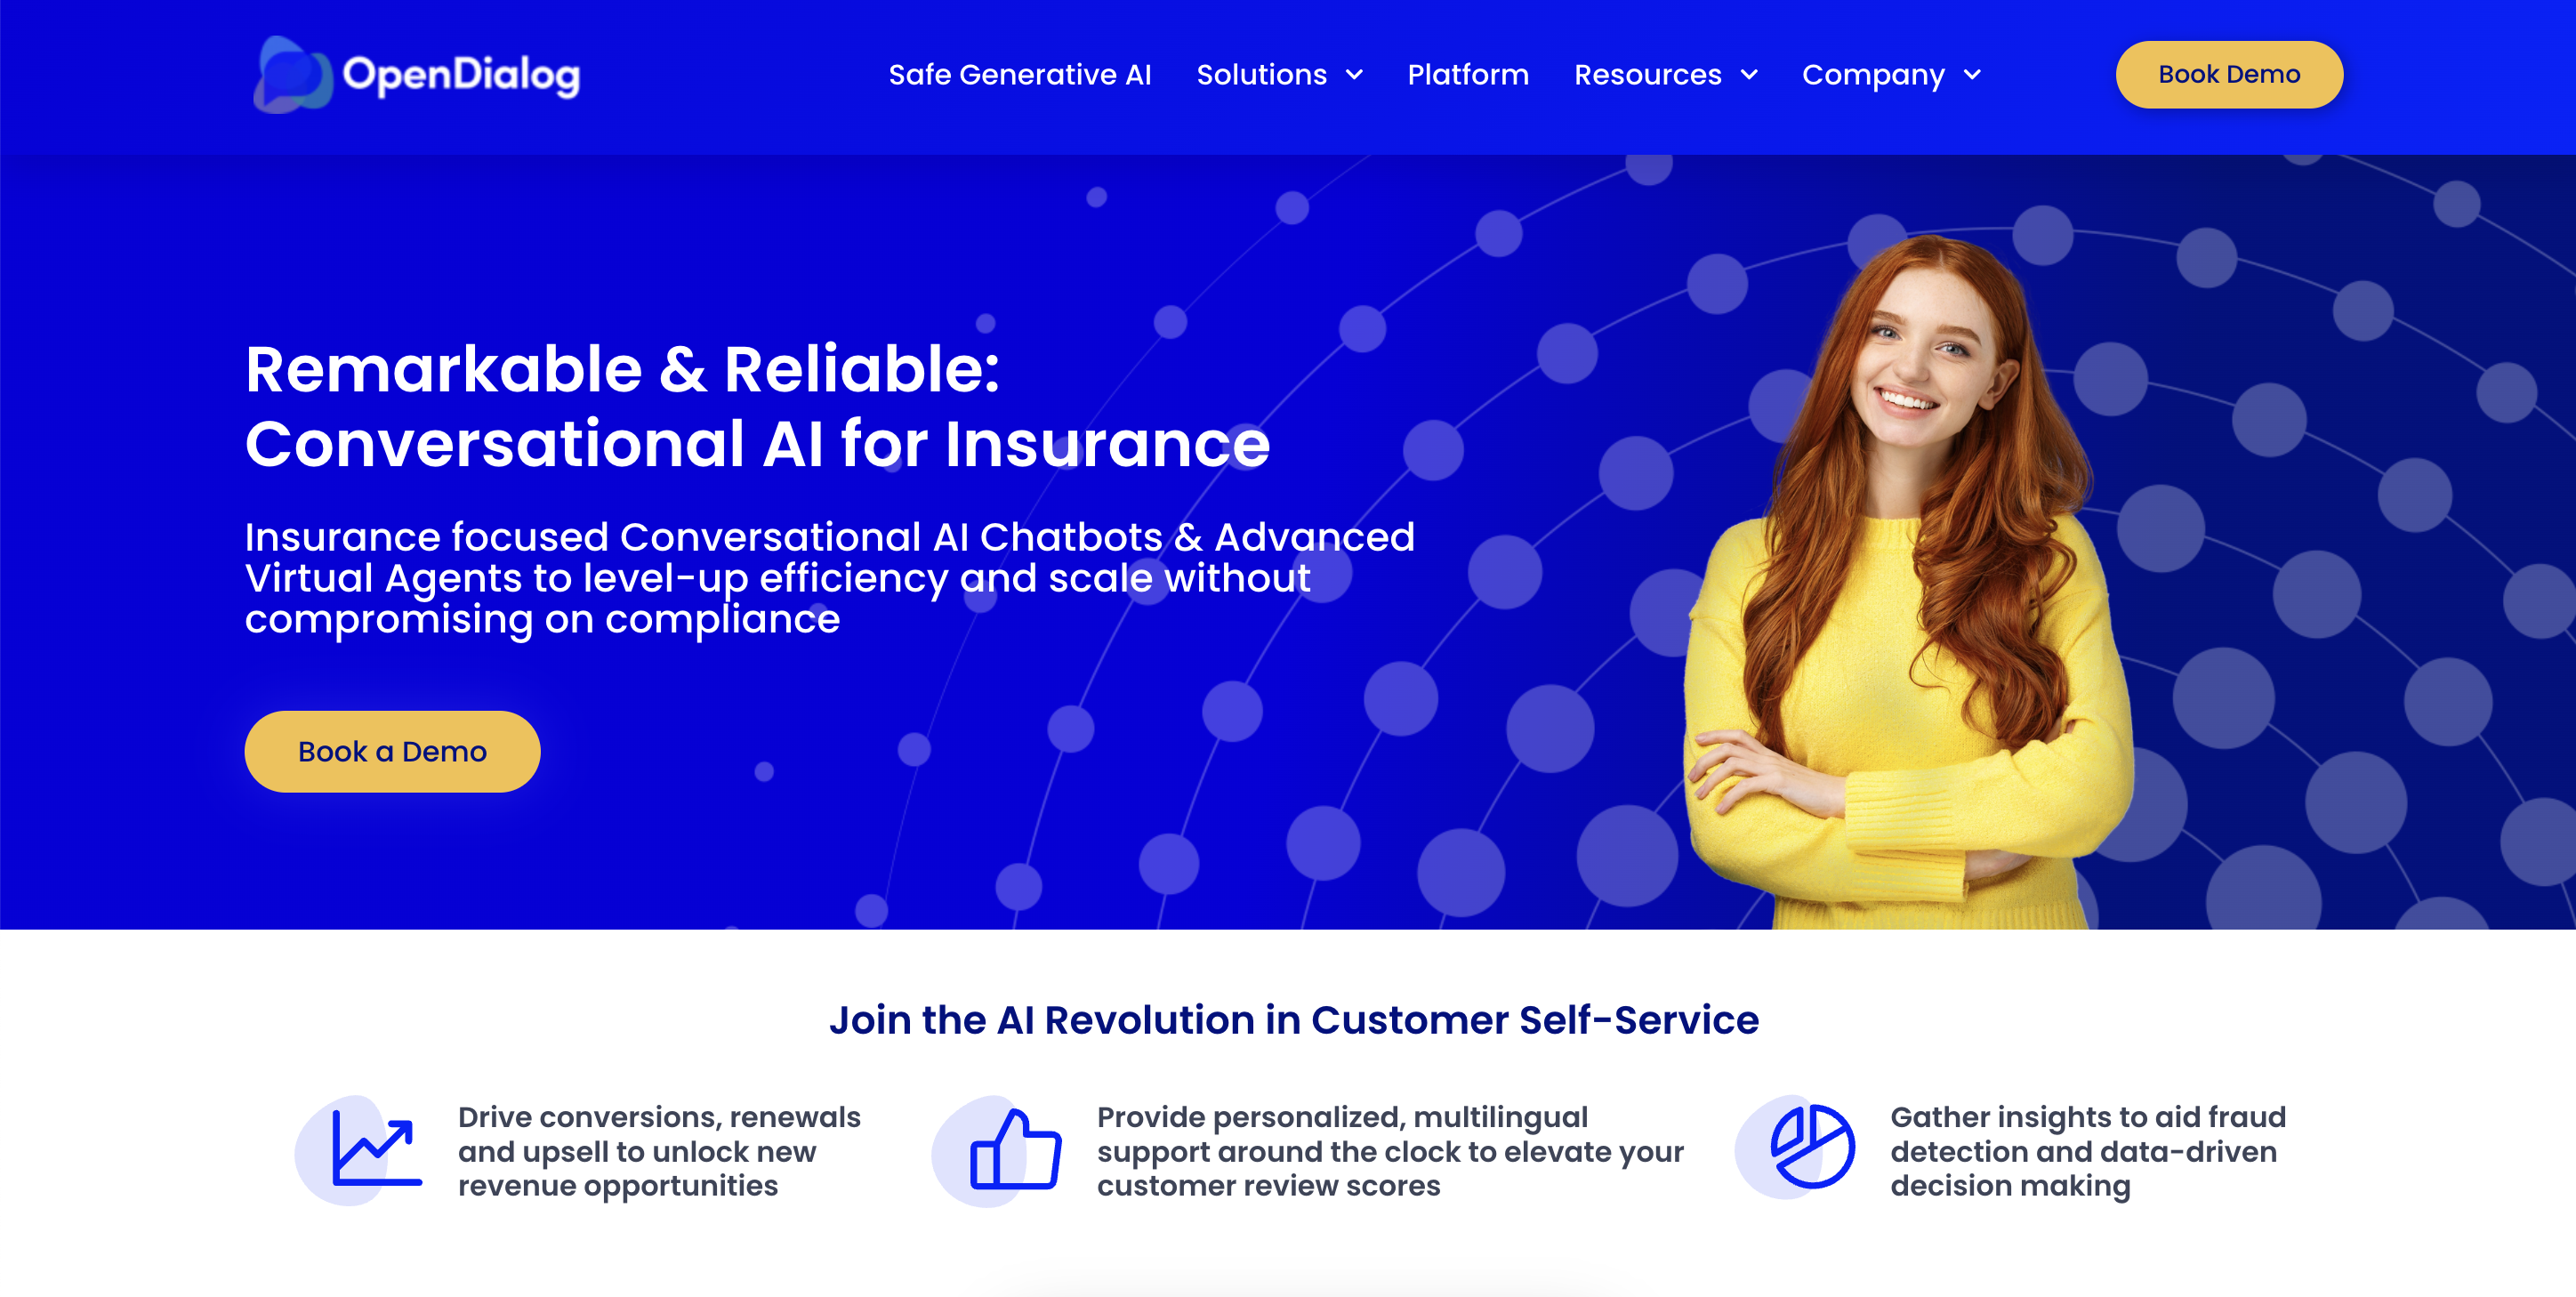 OpenDialog
Safe Generative AI
Solutions
Platform
Resources
Company
Book Demo
Remarkable & Reliable:
Conversational AI for Insurance
Insurance focused Conversational AI Chatbots & Advanced
Virtual Agents to level-up efficiency and scale without
compromising on compliance
Book a Demo
Join the AI Revolution in Customer Self-Service
Drive conversions, renewals
and upsell to unlock new
revenue opportunities
Provide personalized, multilingual
support around the clock to elevate your
customer review scores
Gather insights to aid fraud
detection and data-driven
decision making